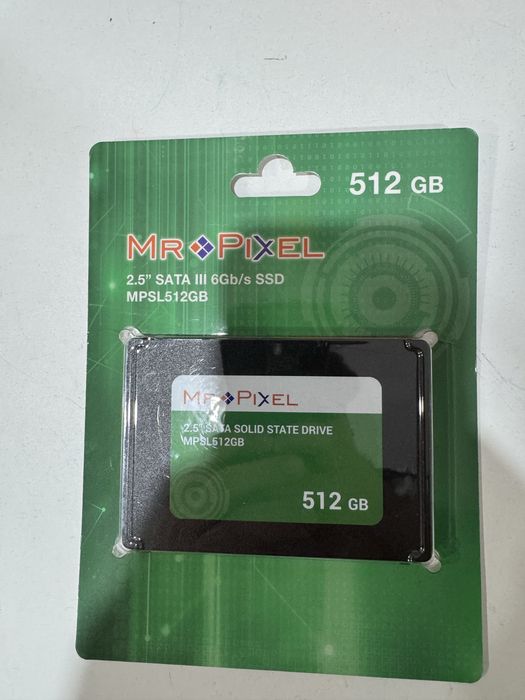 512 GB
MR PIXEL
2.5” SATA III 6Gb/s SSD
MPSL512GB
MR PIXEL
2.5” SATA SOLID STATE DRIVE
MPSL512GB
512 GB